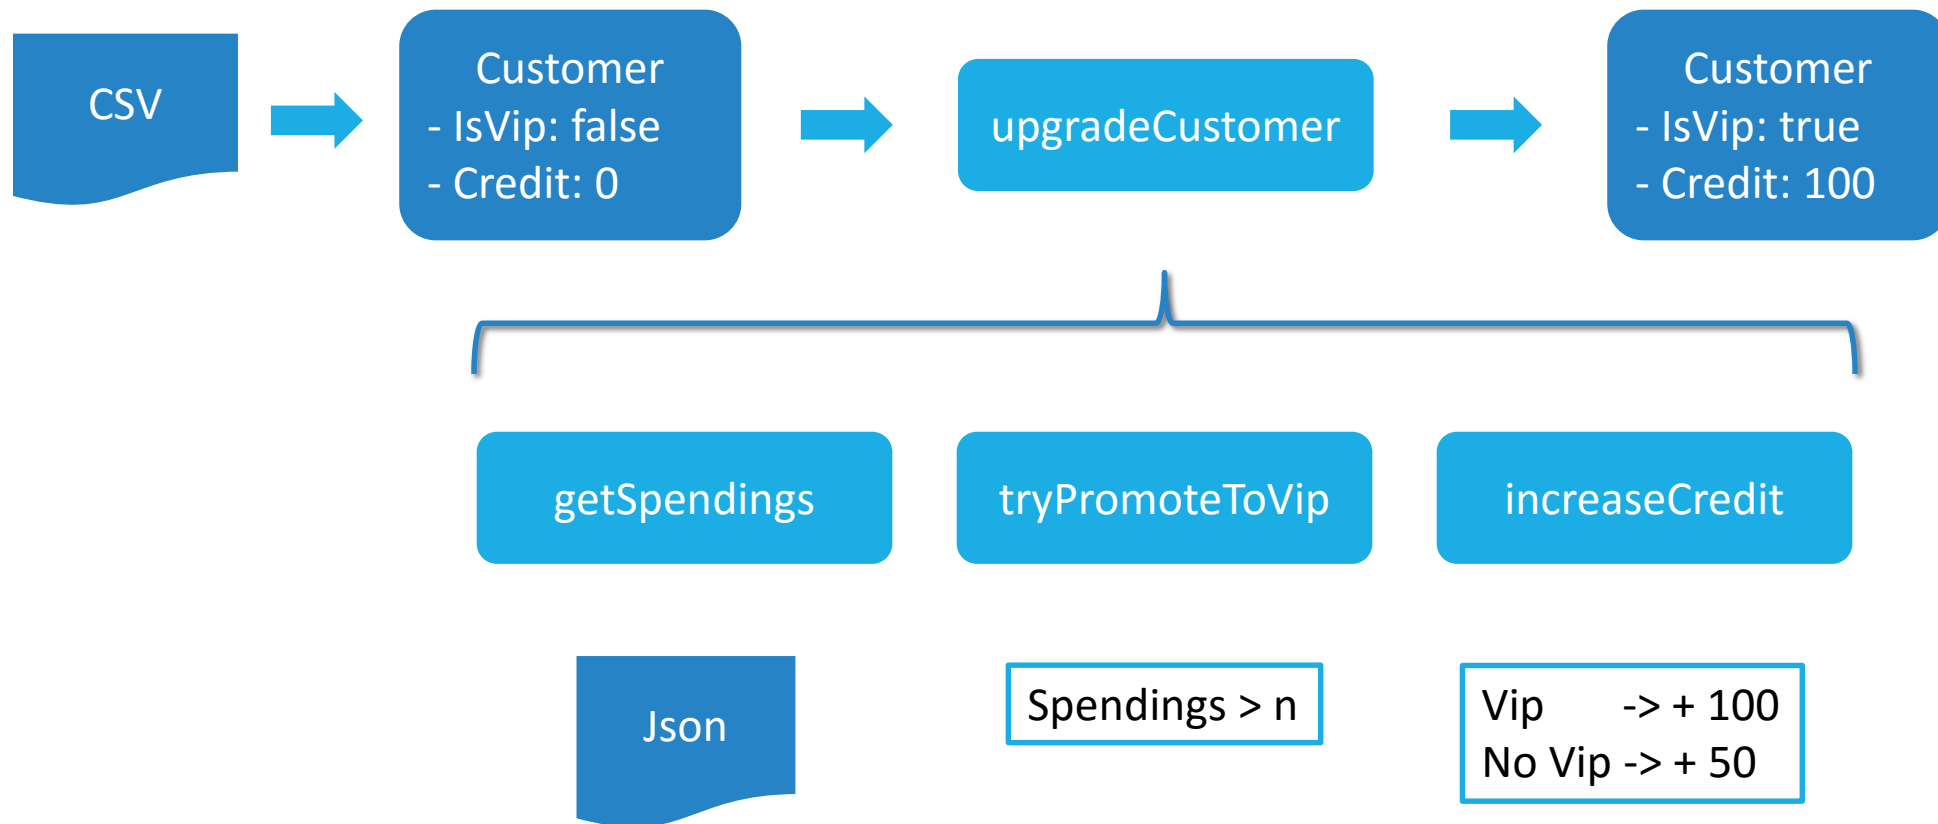 CSV
Customer
- IsVip: false
- Credit: 0
upgradeCustomer
Customer
- IsVip: true
- Credit: 100
getSpendings
tryPromoteToVip
increaseCredit
Json
Spendings > n
Vip -> + 100
No Vip -> + 50